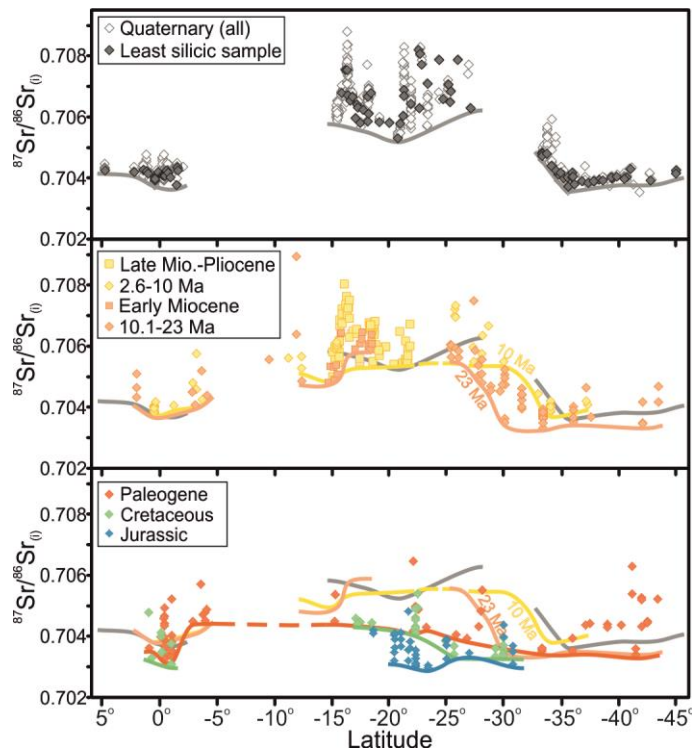 Quaternary (all)
Least silicic sample
0.708
0.706
0.704
0.702
87Sr/86Sr(i)
Late Mio.-Pliocene
2.6-10 Ma
Early Miocene
10.1-23 Ma
0.708
0.706
0.704
0.702
87Sr/86Sr(i)
10 Ma
23 Ma
Paleogene
Cretaceous
Jurassic
0.708
0.706
0.704
0.702
87Sr/86Sr(i)
23 Ma
10 Ma
5° 0° -5° -10° -15° -20° -25° -30° -35° -40° -45°
Latitude